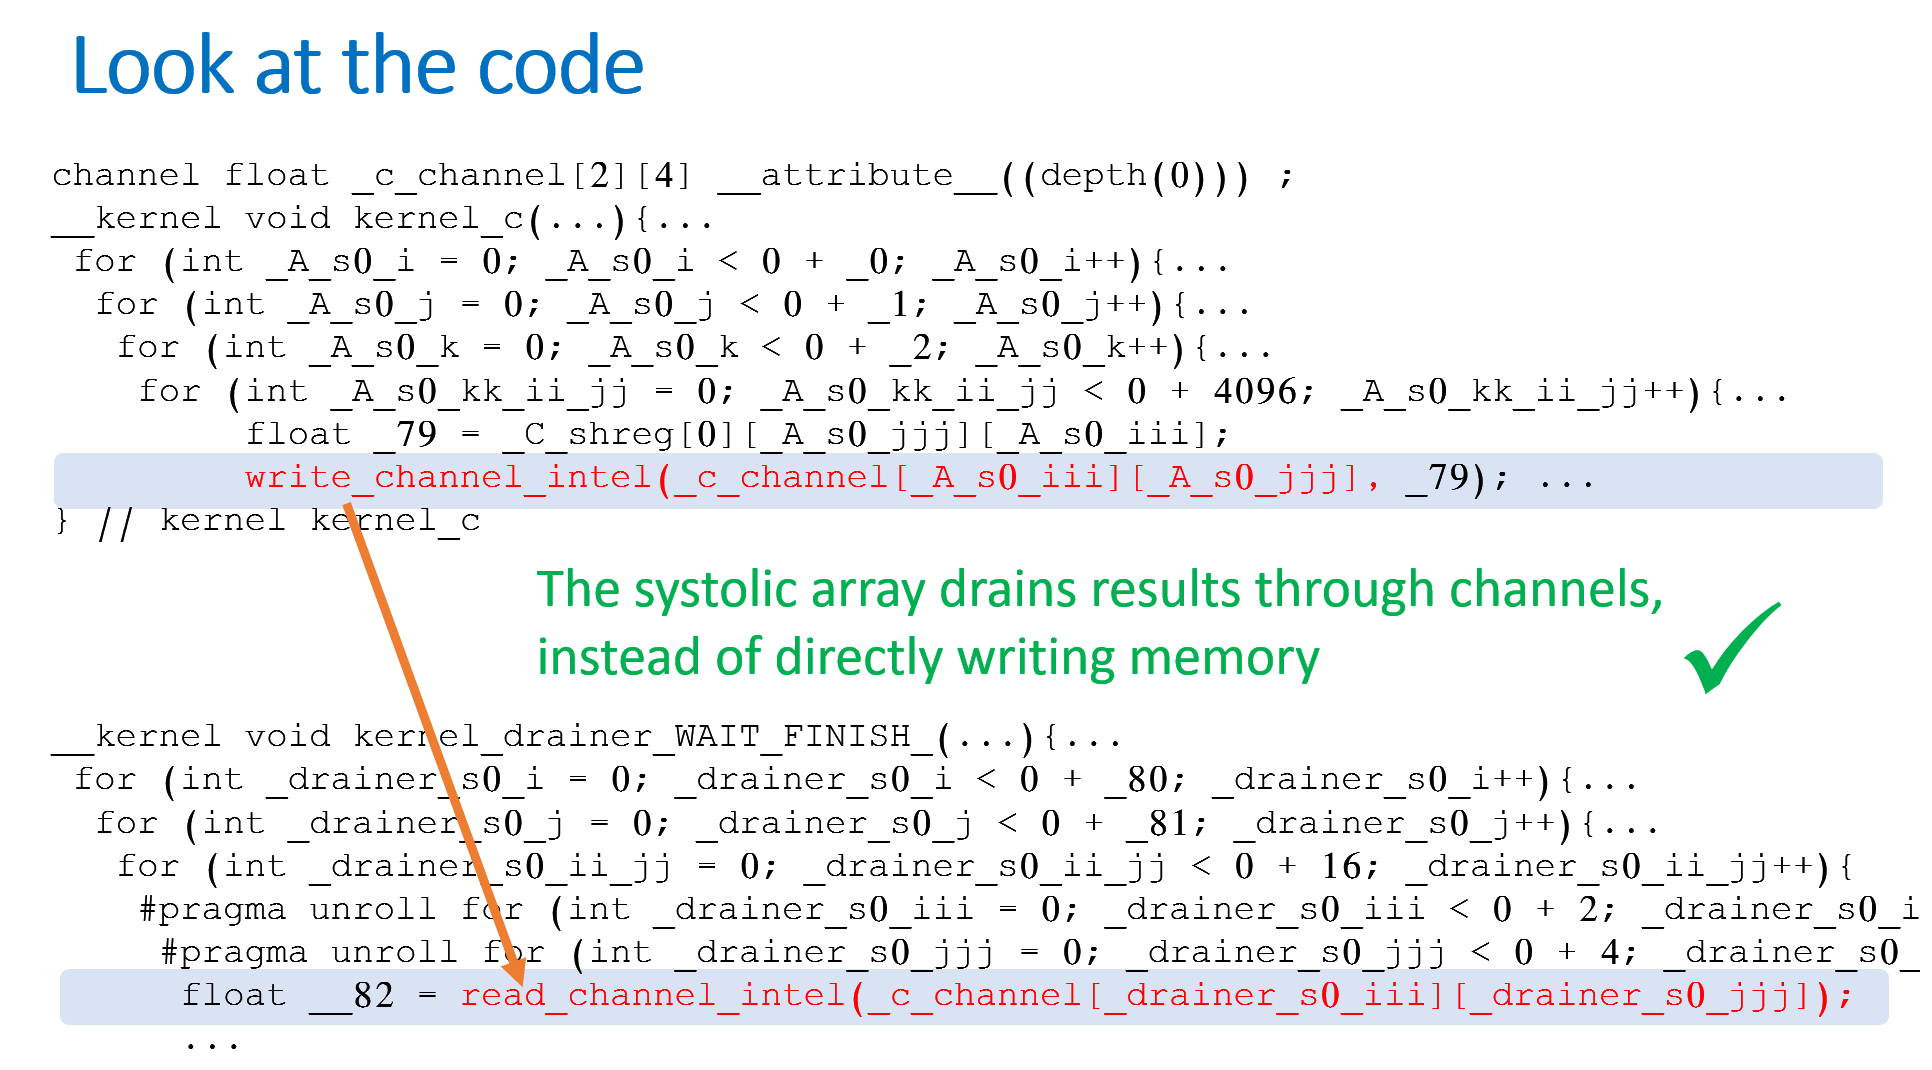 Look at the code
channel float _c_channel[2][4] __attribute__((depth(0))) ;
__kernel void kernel_c(...){...
for (int _A_s0_i = 0; _A_s0_i < 0 + _0; _A_s0_i++){...
for (int _A_s0_j = 0; _A_s0_j < 0 + _1; _A_s0_j++){...
for (int _A_s0_k = 0; _A_s0_k < 0 + _2; _A_s0_k++){...
for (int _A_s0_kk_ii_jj = 0; _A_s0_kk_ii_jj < 0 + 4096; _A_s0_kk_ii_jj++){...
float _79 = _C_shreg[0][_A_s0_jjj][_A_s0_iii];
write_channel_intel(_c_channel[_A_s0_iii][_A_s0_jjj], _79); ...
} // kernel kernel_c
The systolic array drains results through channels,
instead of directly writing memory
__kernel void kernel_drainer_WAIT_FINISH_(...){...
for (int _drainer_s0_i = 0; _drainer_s0_i < 0 + _80; _drainer_s0_i++){...
for (int _drainer_s0_j = 0; _drainer_s0_j < 0 + _81; _drainer_s0_j++){...
for (int _drainer_s0_ii_jj = 0; _drainer_s0_ii_jj < 0 + 16; _drainer_s0_ii_jj++){
#pragma unroll for (int _drainer_s0_iii = 0; _drainer_s0_iii < 0 + 2; _drainer_s0_i
#pragma unroll for (int _drainer_s0_jjj = 0; _drainer_s0_jjj < 0 + 4; _drainer_s0_
float __82 = read_channel_intel(_c_channel[_drainer_s0_iii][_drainer_s0_jjj]);
...